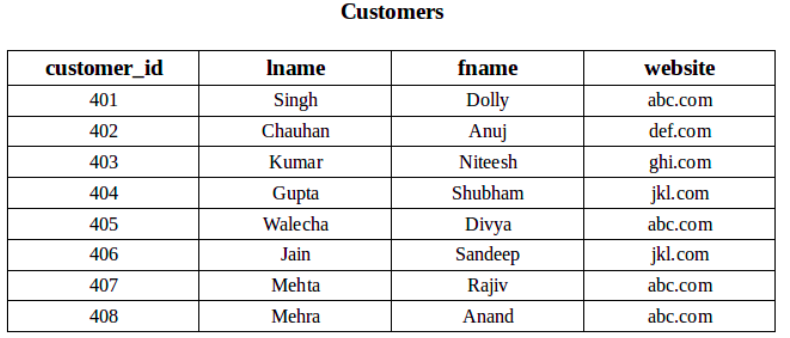 Customers
customer_id lname fname website
401 Singh Dolly abc.com
402 Chauhan Anuj def.com
403 Kumar Niteesh ghi.com
404 Gupta Shubham jkl.com
405 Walecha Divya abc.com
406 Jain Sandeep jkl.com
407 Mehta Rajiv abc.com
408 Mehra Anand abc.com